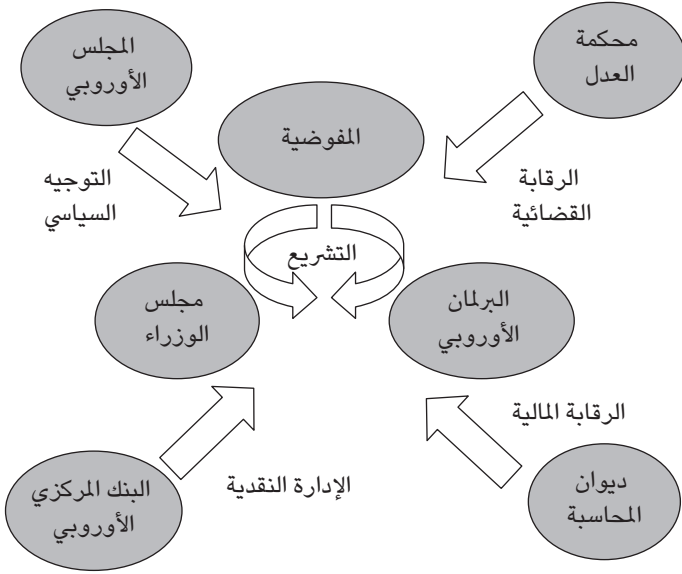 محكمة
العدل
المجلس
الأوروبي
المفوضية
الرقابة
القضائية
التوجيه
السياسي
التشريع
البرلمان
الأوروبي
مجلس
الوزراء
الرقابة المالية
ديوان
المحاسبة
الإدارة النقدية
البنك المركزي
الأوروبي